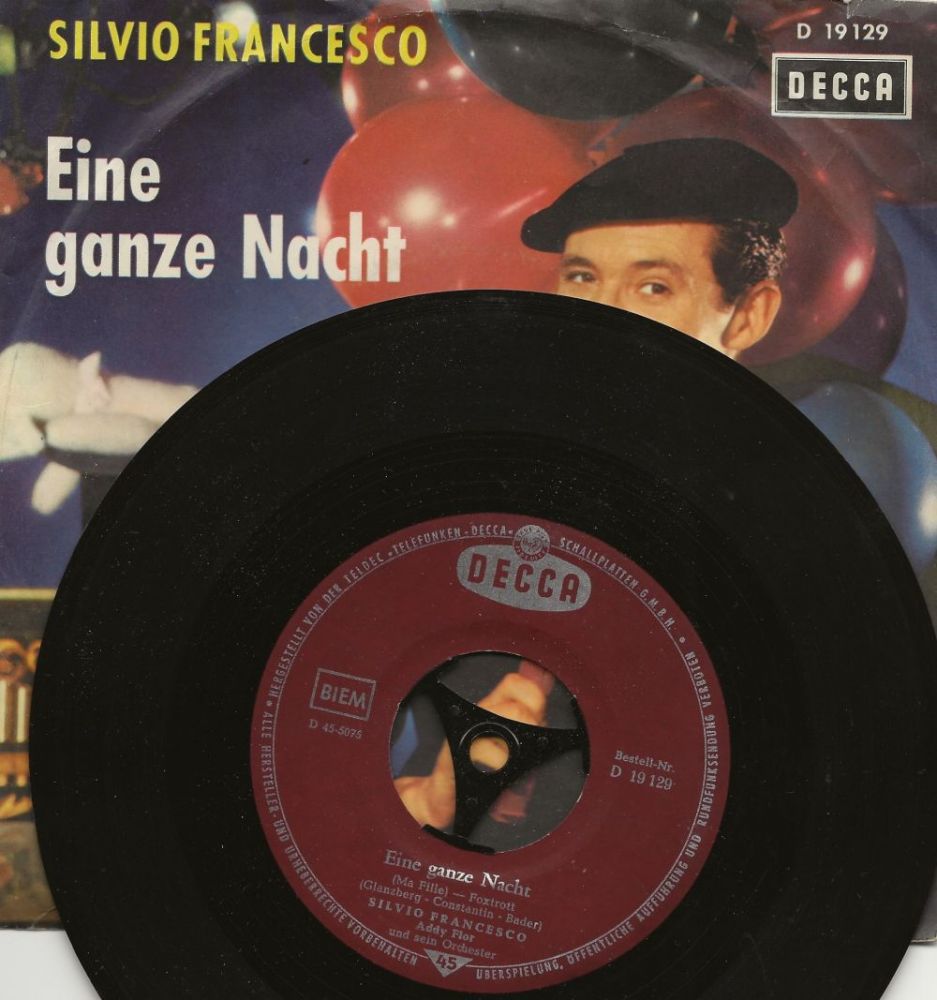 SILVIO FRANCESCO
D 19129
DECCA
Eine
ganze Nacht
HERGESTELLT VON DER TELDEC • TELEFUNKEN-DECCA • SCHALLPLATTEN G.M.B.H. •
ALLE HERSTELLER- UND URHEBERRECHTE VORBEHALTEN
ÜBERSPIELUNG, ÖFFENTLICHE AUFFÜHRUNG UND RUNDFUNKSENDUNG VERBOTEN
DECCA
BIEM
D 45-5075
Bestell-Nr.
D 19129
Eine ganze Nacht
(Ma Fille) — Foxtrott
(Glanzberg - Constantin - Bader)
SILVIO FRANCESCO
Addy Flor
und sein Orchester
45